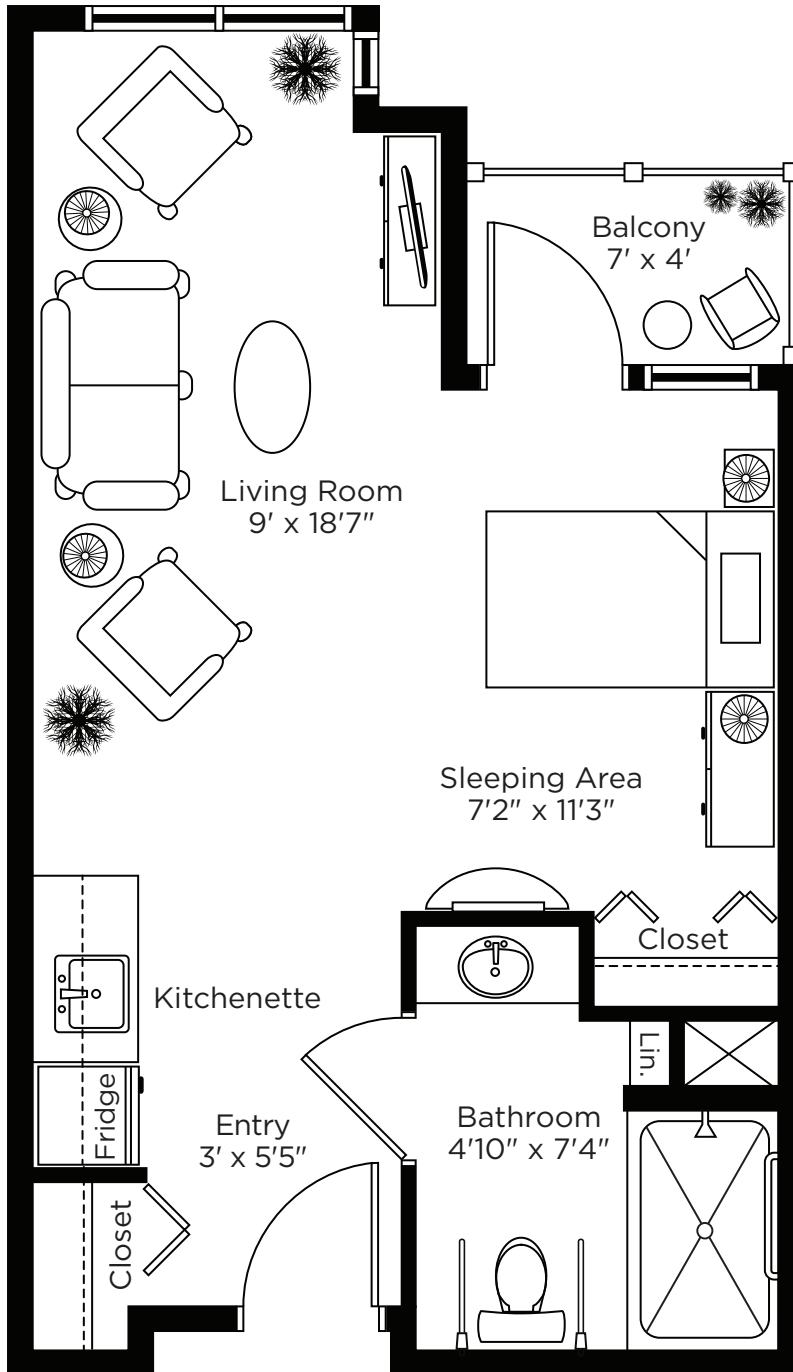 Balcony
7' x 4'
Living Room
9' x 18'7"
Sleeping Area
7'2" x 11'3"
Closet
Kitchenette
Lin.
Fridge
Entry
3' x 5'5"
Bathroom
4'10" x 7'4"
Closet